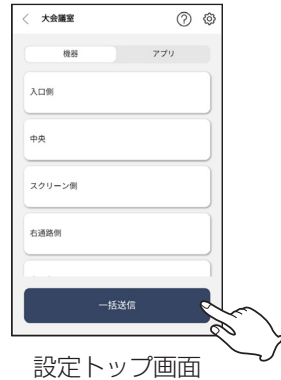 大会議室
機器 アプリ
入口側
中央
スクリーン側
右通路側
一括送信
設定トップ画面